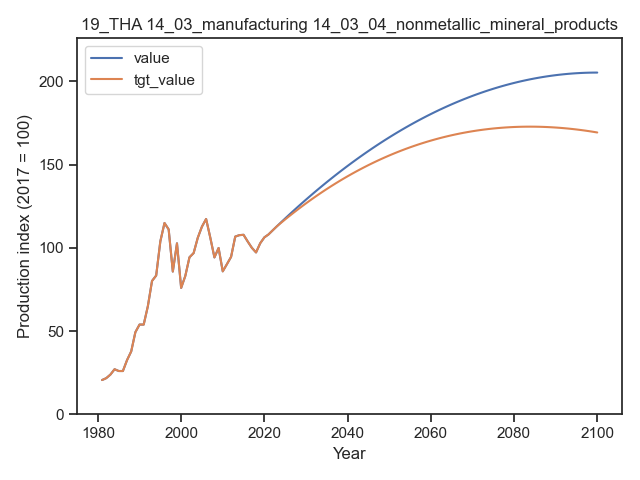 19_THA 14_03_manufacturing 14_03_04_nonmetallic_mineral_products
value
tgt_value
Production index (2017 = 100)
200
150
100
50
0
1980 2000 2020 2040 2060 2080 2100
Year